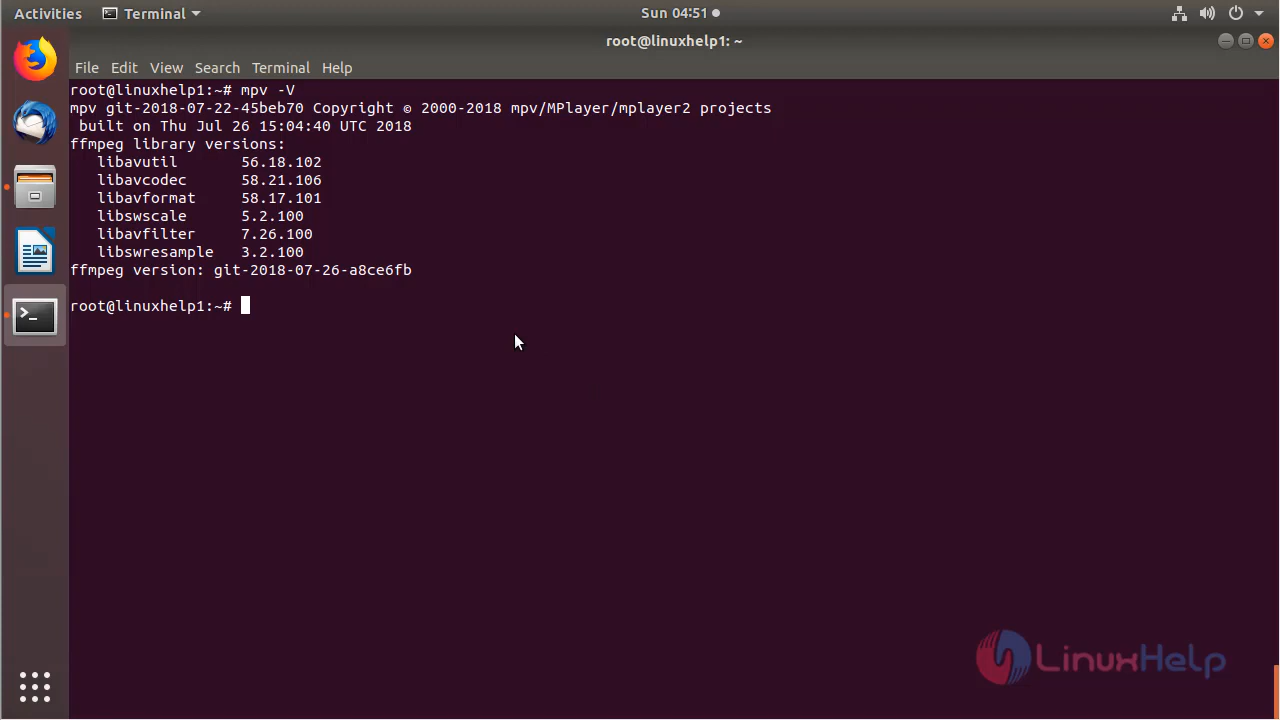 Activities Terminal Sun 04:51
root@linuxhelp1: ~
File Edit View Search Terminal Help
root@linuxhelp1:~# mpv -V
mpv git-2018-07-22-45beb70 Copyright © 2000-2018 mpv/MPlayer/mplayer2 projects
 built on Thu Jul 26 15:04:40 UTC 2018
ffmpeg library versions:
   libavutil       56.18.102
   libavcodec      58.21.106
   libavformat     58.17.101
   libswscale      5.2.100
   libavfilter     7.26.100
   libswresample   3.2.100
ffmpeg version: git-2018-07-26-a8ce6fb
root@linuxhelp1:~#
LinuxHelp